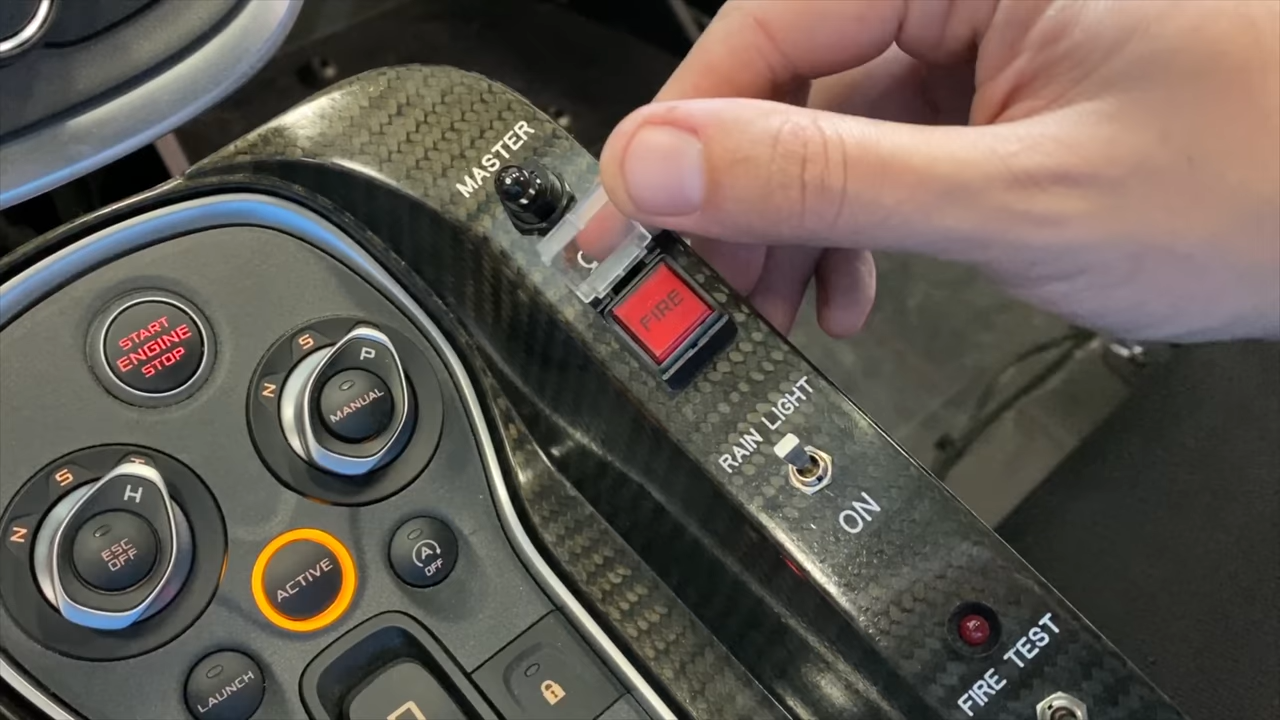 MASTER
FIRE
RAIN LIGHT
ON
FIRE TEST
START
ENGINE
STOP
N
S
P
MANUAL
N
S
H
ESC
OFF
ACTIVE
A
OFF
LAUNCH